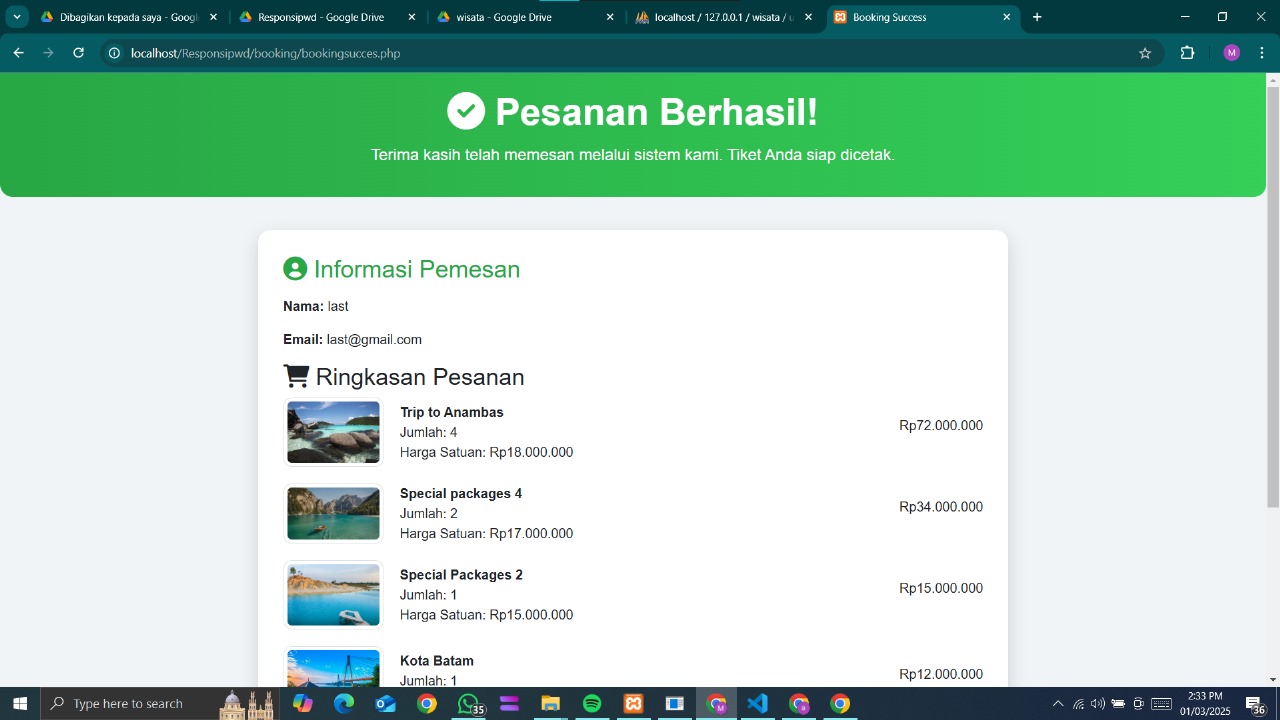 Dibagikan kepada saya - Googl
Responsipwd - Google Drive
wisata - Google Drive
localhost / 127.0.0.1 / wisata / u
Booking Success
localhost/Responsipwd/booking/bookingsucces.php
M
Pesanan Berhasil!
Terima kasih telah memesan melalui sistem kami. Tiket Anda siap dicetak.
Informasi Pemesan
Nama: last
Email: last@gmail.com
Ringkasan Pesanan
Trip to Anambas
Jumlah: 4
Harga Satuan: Rp18.000.000
Rp72.000.000
Special packages 4
Jumlah: 2
Harga Satuan: Rp17.000.000
Rp34.000.000
Special Packages 2
Jumlah: 1
Harga Satuan: Rp15.000.000
Rp15.000.000
Kota Batam
Jumlah: 1
Rp12.000.000
Type here to search
35
2:33 PM
01/03/2025
36